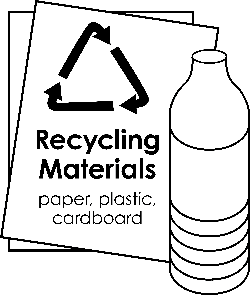 Recycling
Materials
paper, plastic,
cardboard